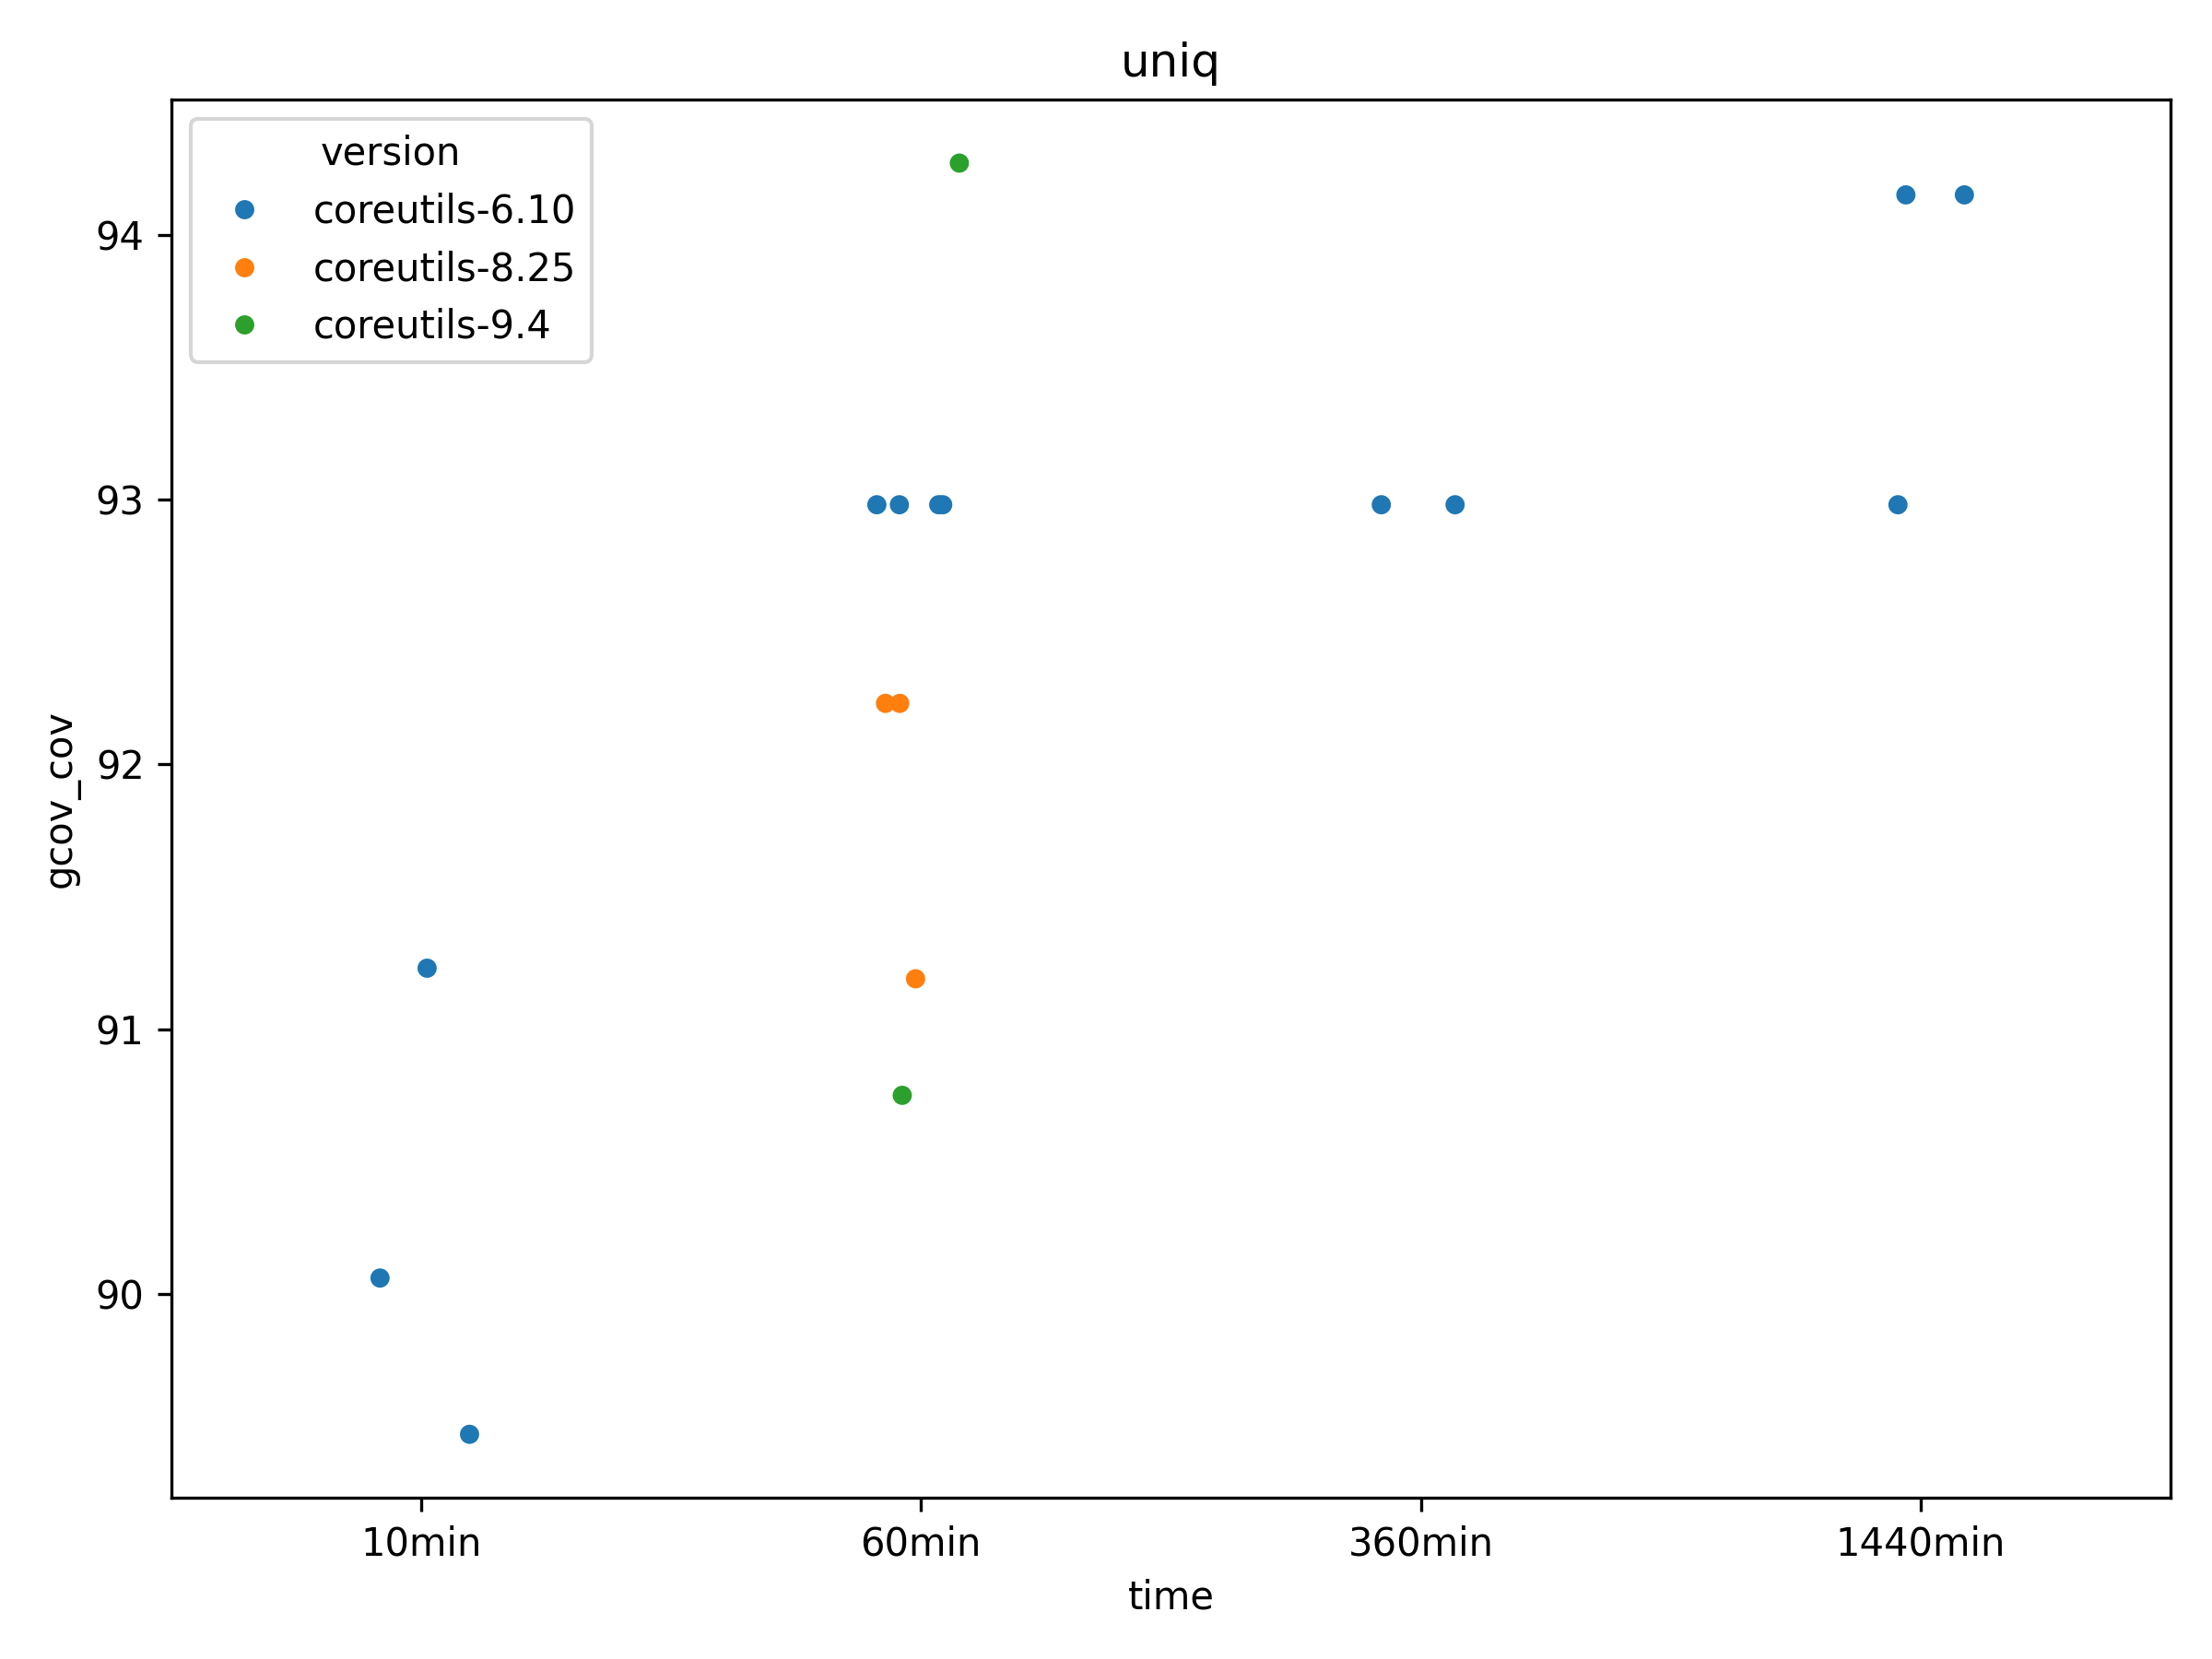 uniq
version
coreutils-6.10
coreutils-8.25
coreutils-9.4
94
93
92
91
90
gcov_cov
10min
60min
360min
1440min
time